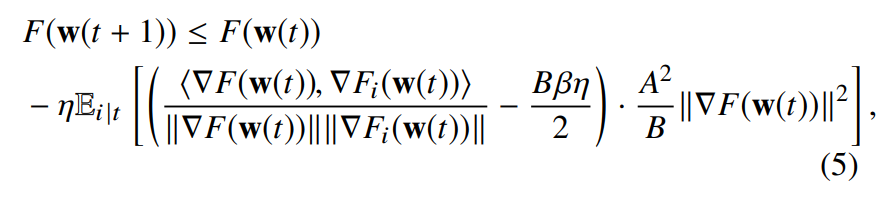 F(w(t + 1)) ≤ F(w(t))
− η𝔼_{i|t} [ ( ⟨∇F(w(t)), ∇F_i(w(t))⟩ / ‖∇F(w(t))‖‖∇F_i(w(t))‖ − Bβη / 2 ) · A² / B ‖∇F(w(t))‖² ] ,
(5)